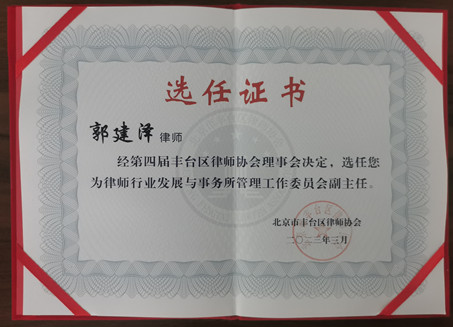 选任证书
郭建泽 律师
经第四届丰台区律师协会理事会决定，选任您
为律师行业发展与事务所管理工作委员会副主任。
北京市丰台区律师协会
二〇二二年三月